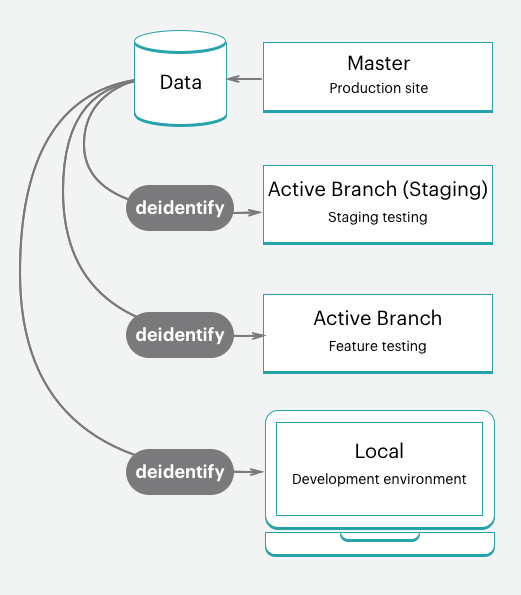 Data
Master
Production site
Active Branch (Staging)
deidentify
Staging testing
Active Branch
deidentify
Feature testing
Local
deidentify
Development environment